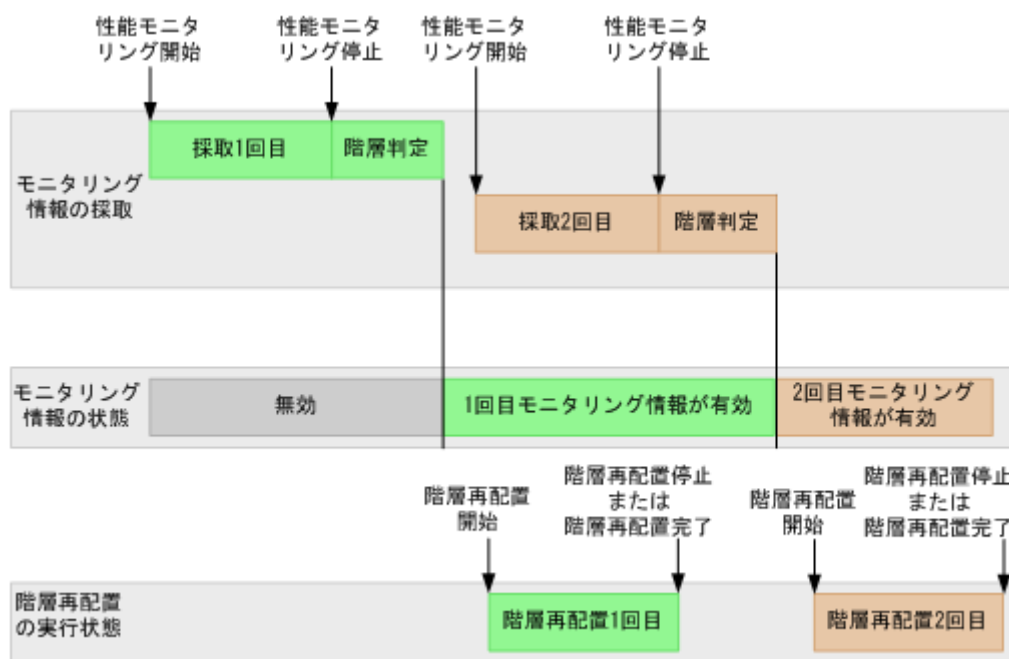 性能モニタ
リング開始
性能モニタ
リング停止
性能モニタ
リング開始
性能モニタ
リング停止
モニタリング
情報の採取
採取1回目
階層判定
採取2回目
階層判定
モニタリング
情報の状態
無効
1回目モニタリング情報が有効
2回目モニタリング
情報が有効
階層再配置
開始
階層再配置停止
または
階層再配置完了
階層再配置
開始
階層再配置停止
または
階層再配置完了
階層再配置
の実行状態
階層再配置1回目
階層再配置2回目